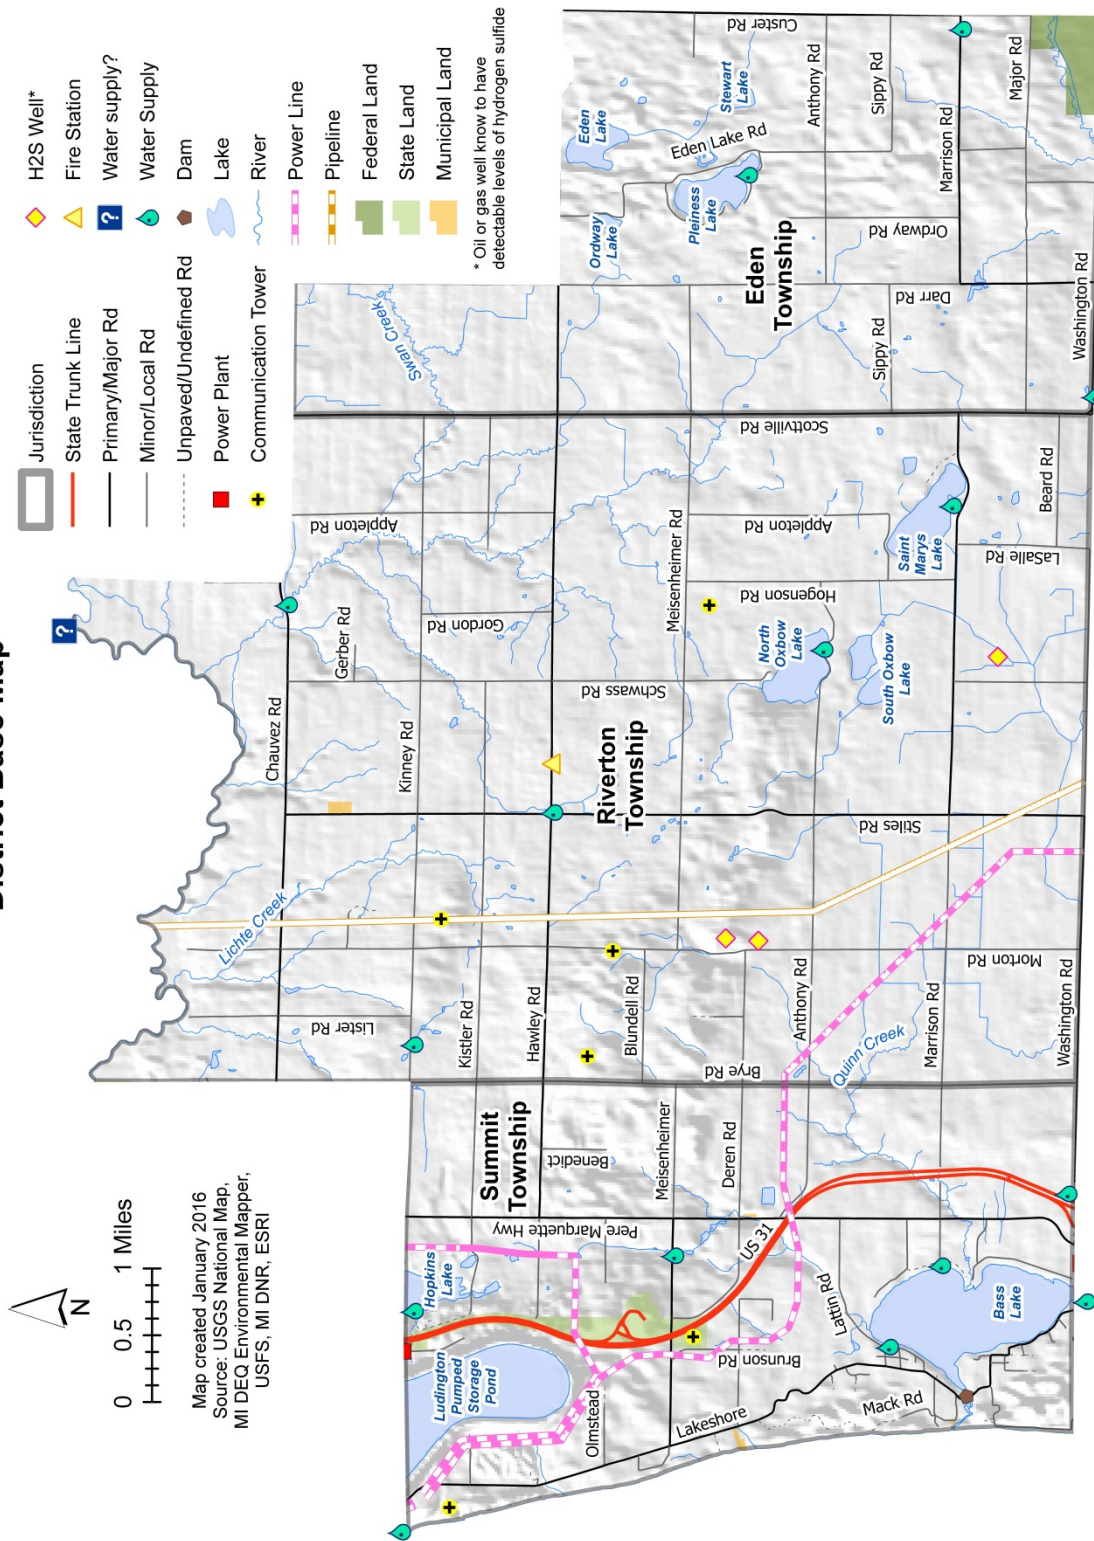 District Base Map
N
0 0.5 1 Miles
Map created January 2016
Source: USGS National Map,
MI DEQ Environmental Mapper,
USFS, MI DNR, ESRI
Jurisdiction
State Trunk Line
Primary/Major Rd
Minor/Local Rd
Unpaved/Undefined Rd
Power Plant
Communication Tower
H2S Well*
Fire Station
? Water supply?
Water Supply
Dam
Lake
River
Power Line
Pipeline
Federal Land
State Land
Municipal Land
* Oil or gas well know to have
detectable levels of hydrogen sulfide
?
Chauvez Rd
Gerber Rd
Appleton Rd
Swan Creek
Lichte Creek
Lister Rd
Kinney Rd
Gordon Rd
Kistler Rd
Hawley Rd
Schwass Rd
Riverton
Township
Blundell Rd
Meisenheimer Rd
Scottville Rd
Appleton Rd
Hogenson Rd
North
Oxbow
Lake
South Oxbow
Lake
Saint
Marys
Lake
Stiles Rd
Anthony Rd
Brye Rd
Quinn Creek
Marrison Rd
Morton Rd
Washington Rd
LaSalle Rd
Beard Rd
Summit
Township
Benedict
Meisenheimer
Deren Rd
Pere Marquette Hwy
US 31
Hopkins
Lake
Ludington
Pumped
Storage
Pond
Olmstead
Brunson Rd
Lattin Rd
Lakeshore
Mack Rd
Bass
Lake
Eden
Township
Eden
Lake
Ordway
Lake
Pleiness
Lake
Stewart
Lake
Eden Lake Rd
Custer Rd
Anthony Rd
Sippy Rd
Sippy Rd
Marrison Rd
Ordway Rd
Darr Rd
Major Rd
Washington Rd